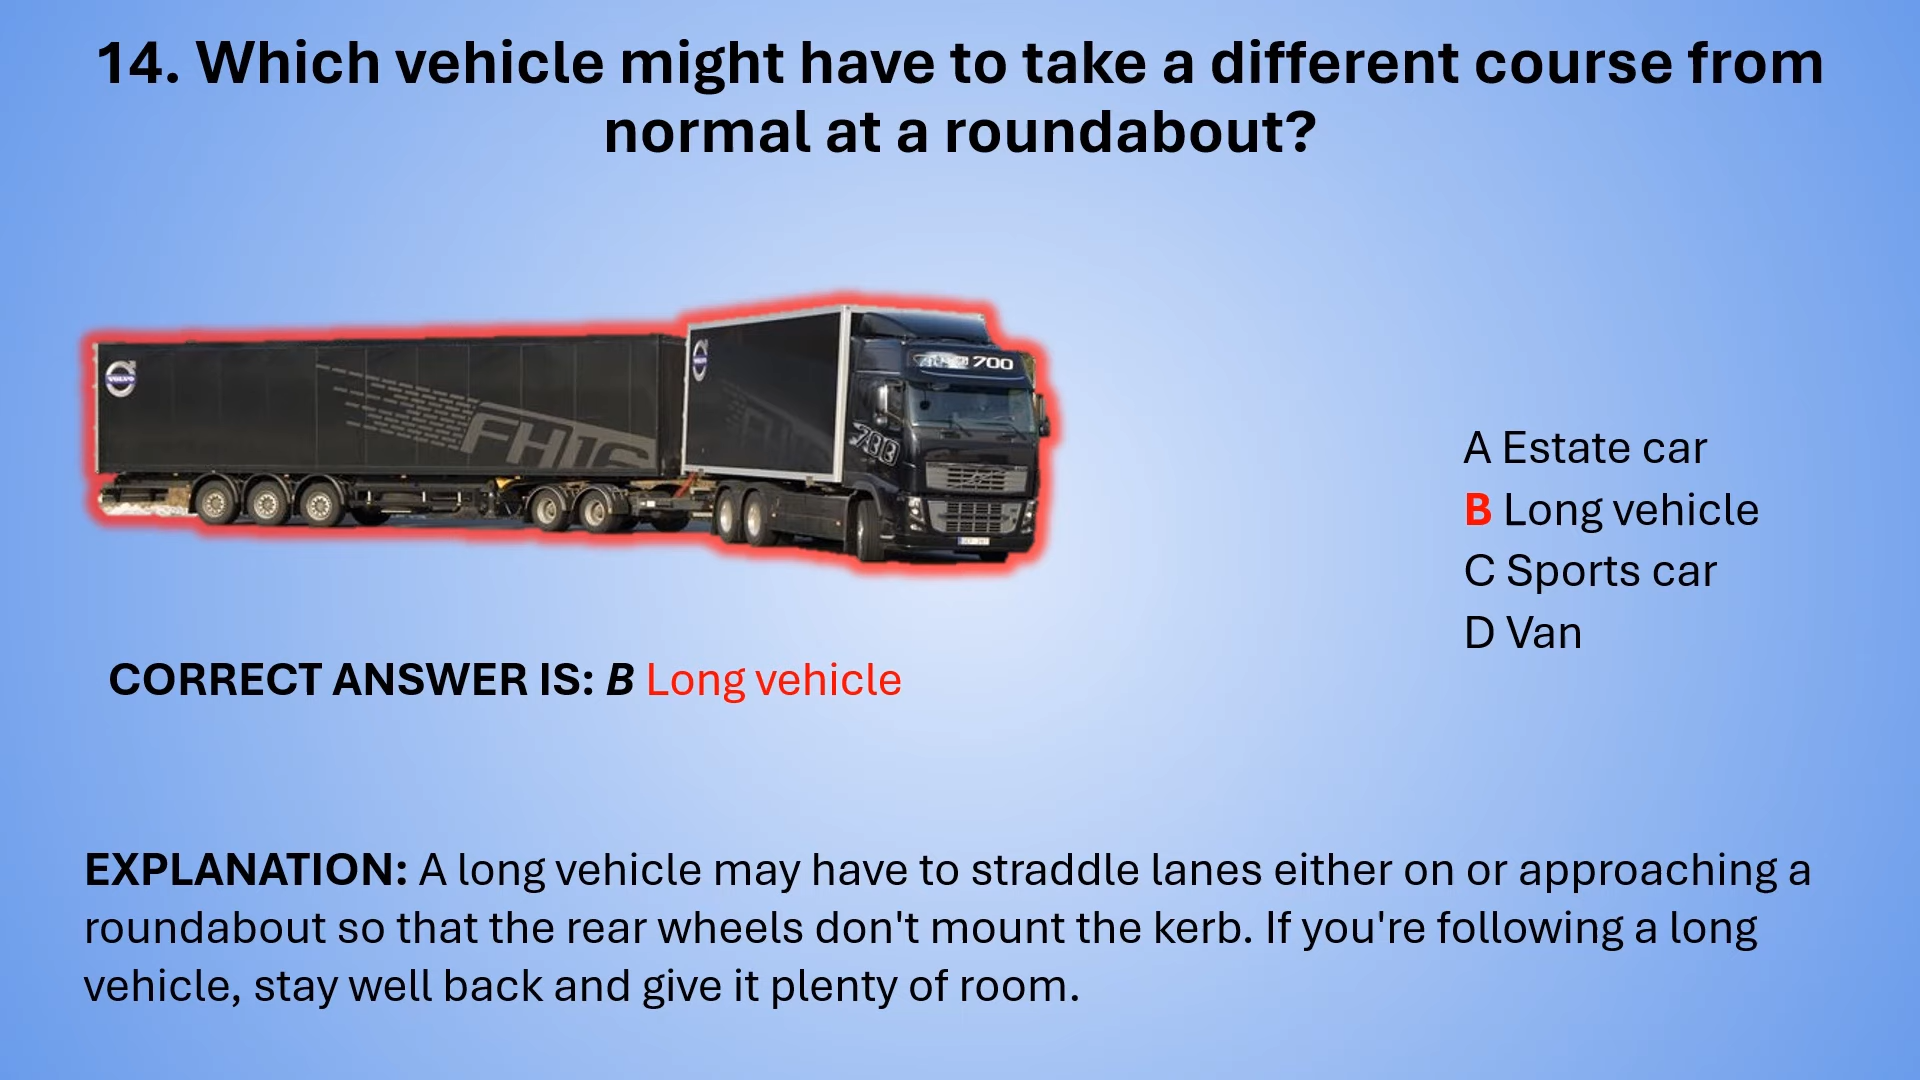 14. Which vehicle might have to take a different course from
normal at a roundabout?
VOLVO
FH16
700
700
A Estate car
B Long vehicle
C Sports car
D Van
CORRECT ANSWER IS: B Long vehicle
EXPLANATION: A long vehicle may have to straddle lanes either on or approaching a
roundabout so that the rear wheels don't mount the kerb. If you're following a long
vehicle, stay well back and give it plenty of room.